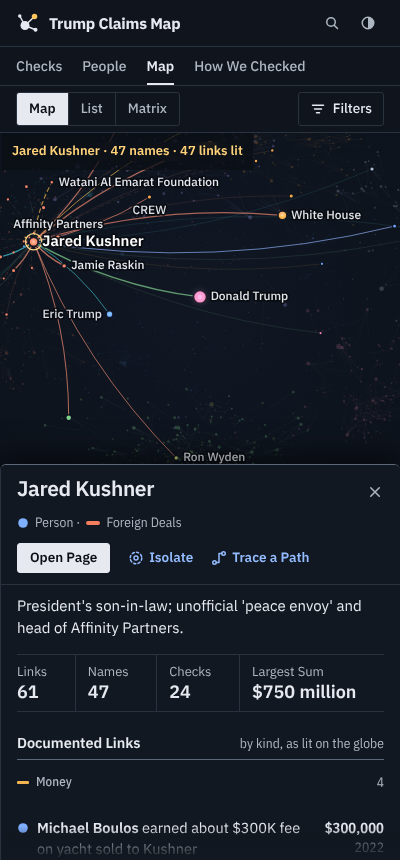 Trump Claims Map
Checks People Map How We Checked
Map List Matrix Filters
Jared Kushner · 47 names · 47 links lit
Watani Al Emarat Foundation
CREW
White House
Affinity Partners
Jared Kushner
Jamie Raskin
Donald Trump
Eric Trump
Ron Wyden
Jared Kushner
Person · Foreign Deals
Open Page Isolate Trace a Path
President's son-in-law; unofficial 'peace envoy' and
head of Affinity Partners.
Links Names Checks Largest Sum
61 47 24 $750 million
Documented Links by kind, as lit on the globe
Money 4
Michael Boulos earned about $300K fee $300,000
on yacht sold to Kushner 2022